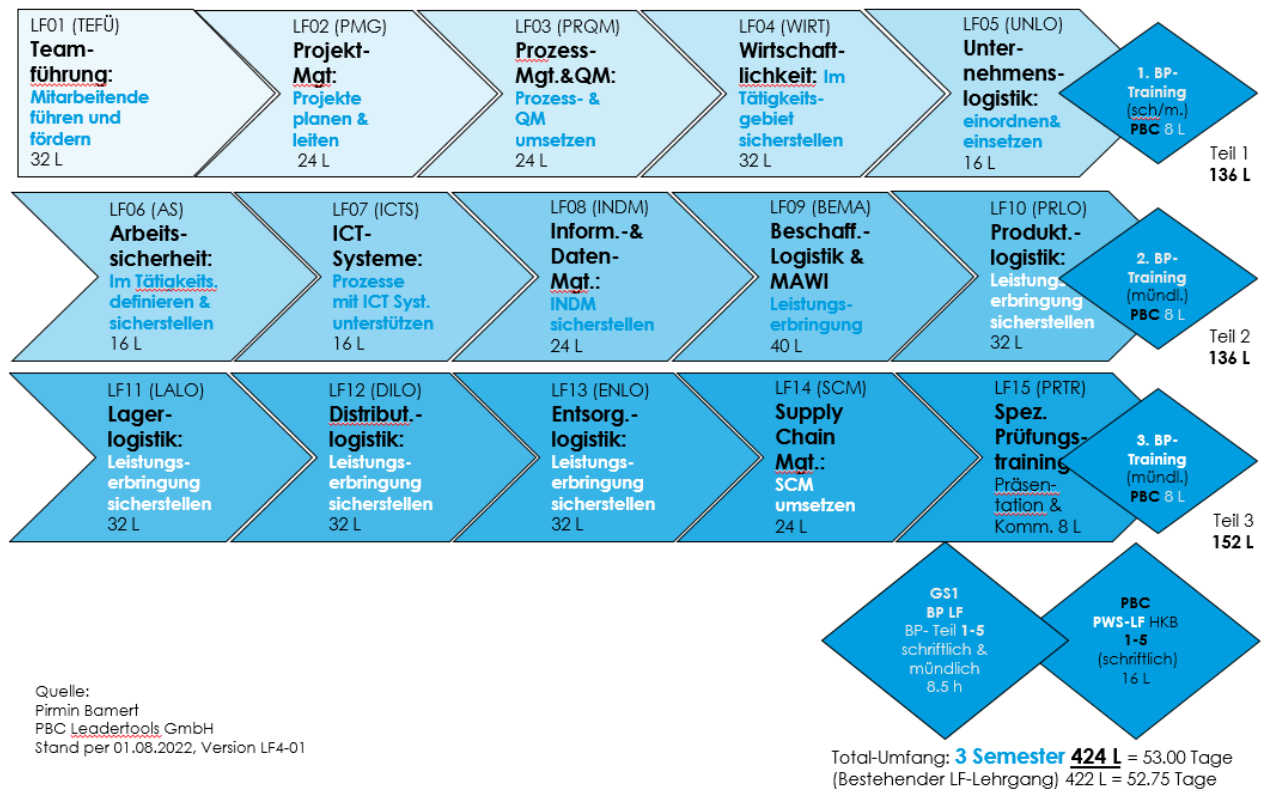 LF01 (TEFÜ)
Team-
führung:
Mitarbeitende
führen und
fördern
32 L
LF02 (PMG)
Projekt-
Mgt:
Projekte
planen &
leiten
24 L
LF03 (PRQM)
Prozess-
Mgt.&QM:
Prozess- &
QM
umsetzen
24 L
LF04 (WIRT)
Wirtschaft-
lichkeit: Im
Tätigkeits-
gebiet
sicherstellen
32 L
LF05 (UNLO)
Unter-
nehmens-
logistik:
einordnen&
einsetzen
16 L
1. BP-
Training
(sch/m.)
PBC 8 L
Teil 1
136 L
LF06 (AS)
Arbeits-
sicherheit:
Im Tätigkeits.
definieren &
sicherstellen
16 L
LF07 (ICTS)
ICT-
Systeme:
Prozesse
mit ICT Syst.
unterstützen
16 L
LF08 (INDM)
Inform.-&
Daten-
Mgt.:
INDM
sicherstellen
24 L
LF09 (BEMA)
Beschaff.-
Logistik &
MAWI
Leistungs-
erbringung
40 L
LF10 (PRLO)
Produkt.-
logistik:
Leistungs-
erbringung
sicherstellen
32 L
2. BP-
Training
(mündl.)
PBC 8 L
Teil 2
136 L
LF11 (LALO)
Lager-
logistik:
Leistungs-
erbringung
sicherstellen
32 L
LF12 (DILO)
Distribut.-
logistik:
Leistungs-
erbringung
sicherstellen
32 L
LF13 (ENLO)
Entsorg.-
logistik:
Leistungs-
erbringung
sicherstellen
32 L
LF14 (SCM)
Supply
Chain
Mgt.:
SCM
umsetzen
24 L
LF15 (PRTR)
Spez.
Prüfungs-
training
Präsen-
tation &
Komm. 8 L
3. BP-
Training
(mündl.)
PBC 8 L
Teil 3
152 L
GS1
BP LF
BP- Teil 1-5
schriftlich &
mündlich
8.5 h
PBC
PWS-LF HKB
1-5
(schriftlich)
16 L
Quelle:
Pirmin Bamert
PBC Leadertools GmbH
Stand per 01.08.2022, Version LF4-01
Total-Umfang: 3 Semester 424 L = 53.00 Tage
(Bestehender LF-Lehrgang) 422 L = 52.75 Tage